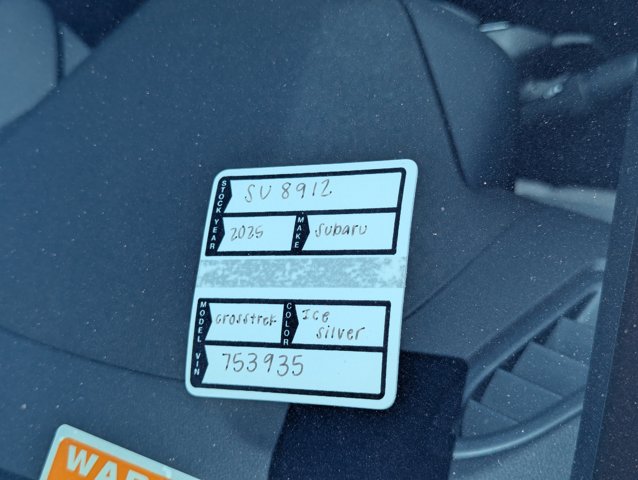 STOCK SU 8912
YEAR 2025 MAKE Subaru
MODEL crosstrek COLOR Ice
silver
VIN 753935